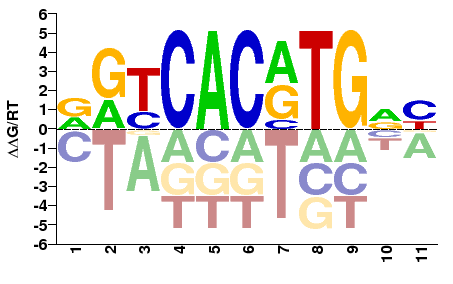 6
5
4
3
2
1
0
-1
-2
-3
-4
-5
-6
ΔΔG/RT
G G T C A C A T G A C
A A C G G T
C
C T A A C A T A A C A
G G G C C T
T T T G T
1 2 3 4 5 6 7 8 9 10 11